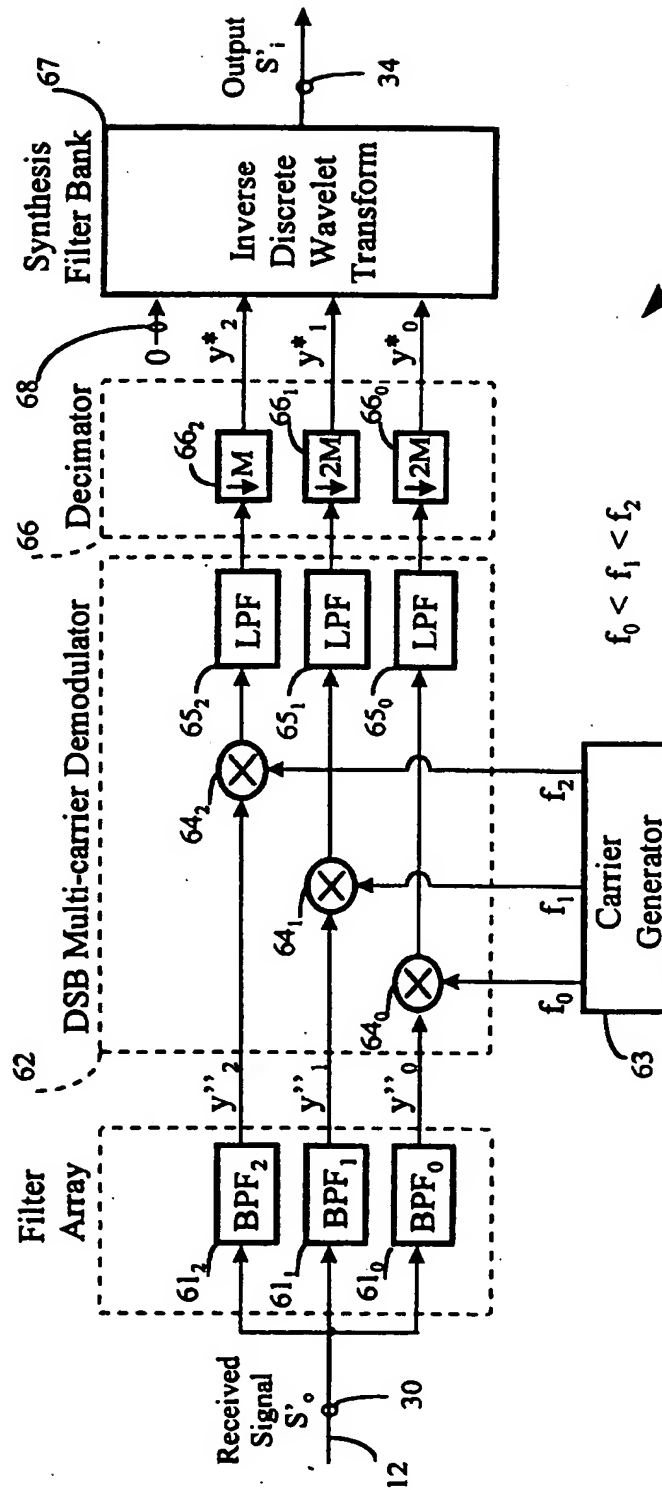 Received
Signal
S'o
12
30
Filter
Array
61₂
BPF₂
61₁
BPF₁
61₀
BPF₀
y''₂
y''₁
y''₀
62
DSB Multi-carrier Demodulator
64₂
64₁
64₀
65₂
LPF
65₁
LPF
65₀
LPF
f₀
f₁
f₂
Carrier
Generator
63
66
Decimator
66₂
↓M
66₁
↓2M
66₀
↓2M
68
0
y*₂
y*₁
y*₀
Synthesis
Filter Bank
67
Inverse
Discrete
Wavelet
Transform
Output
S'i
34
f₀ < f₁ < f₂